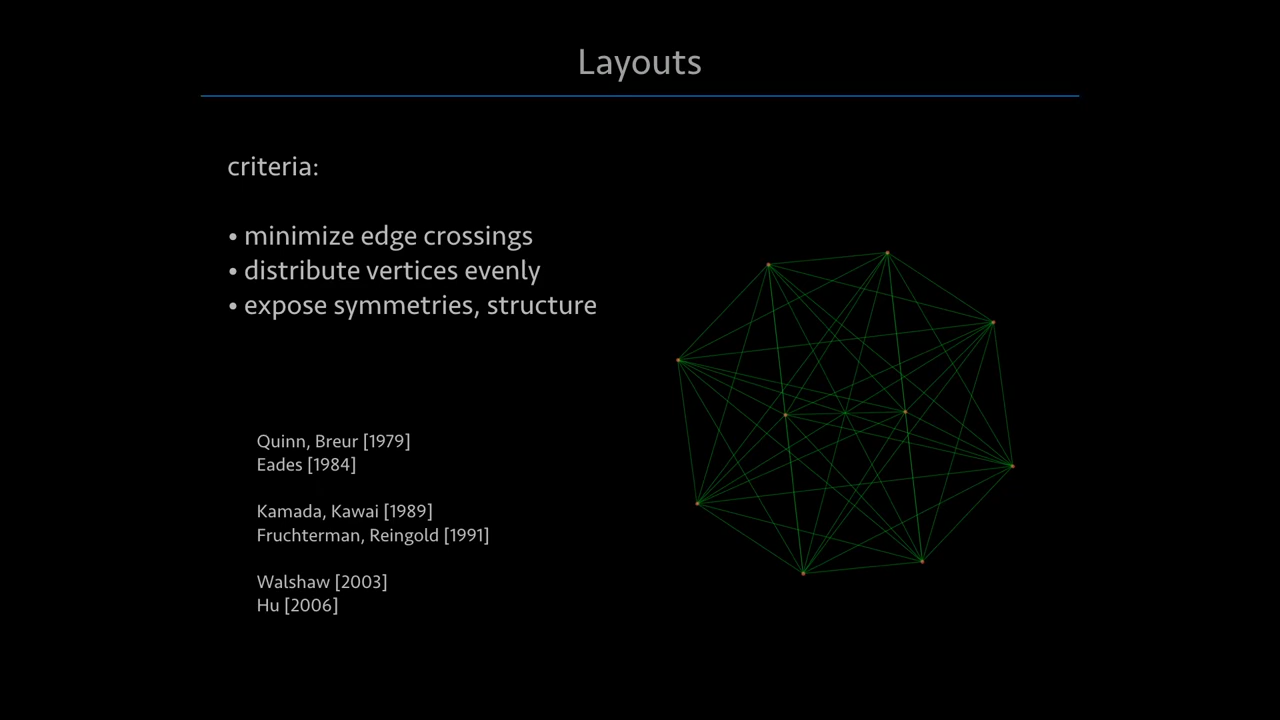 Layouts
criteria:
• minimize edge crossings
• distribute vertices evenly
• expose symmetries, structure
Quinn, Breur [1979]
Eades [1984]
Kamada, Kawai [1989]
Fruchterman, Reingold [1991]
Walshaw [2003]
Hu [2006]